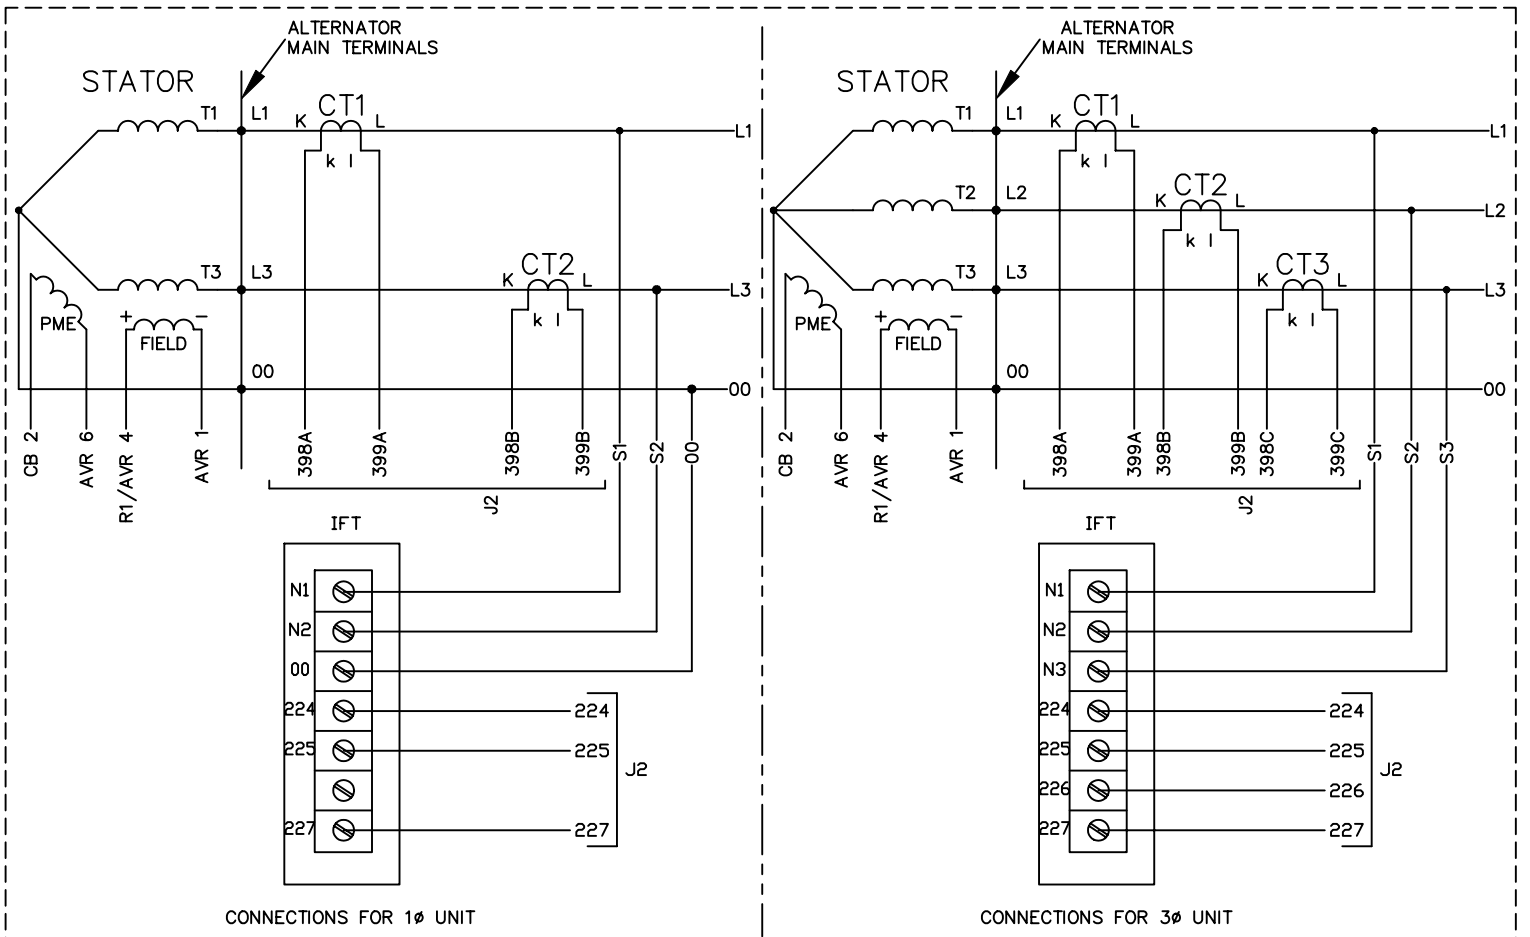 ALTERNATOR
MAIN TERMINALS
STATOR
T1
L1
CT1
K
L
k l
L1
T3
L3
CT2
K
L
k l
L3
PME
+
FIELD
−
00
00
CB 2
AVR 6
R1/AVR 4
AVR 1
398A
399A
398B
399B
S1
S2
00
J2
IFT
N1
N2
00
224
224
225
225
J2
227
227
CONNECTIONS FOR 1Ø UNIT
ALTERNATOR
MAIN TERMINALS
STATOR
T1
L1
CT1
K
L
k l
L1
T2
L2
CT2
K
L
k l
L2
T3
L3
CT3
K
L
k l
L3
PME
+
FIELD
−
00
00
CB 2
AVR 6
R1/AVR 4
AVR 1
398A
399A
398B
399B
398C
399C
S1
S2
S3
J2
IFT
N1
N2
N3
224
224
225
225
J2
226
226
227
227
CONNECTIONS FOR 3Ø UNIT